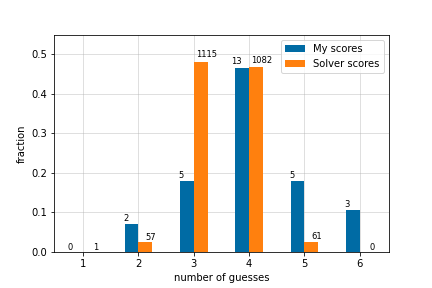 My scores
Solver scores
fraction
0.5
0.4
0.3
0.2
0.1
0.0
0 1
2 57
5 1115
13 1082
5 61
3 0
1 2 3 4 5 6
number of guesses